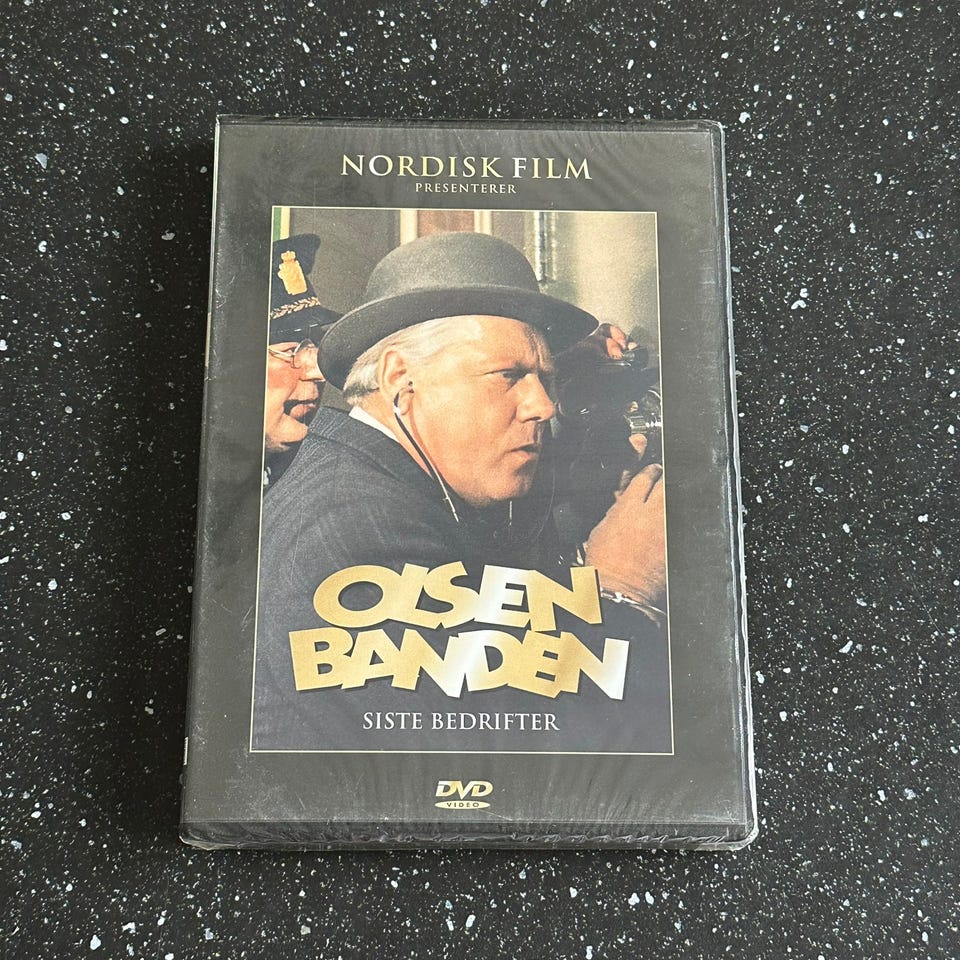 NORDISK FILM
PRESENTERER
OLSEN
BANDEN
SISTE BEDRIFTER
DVD
VIDEO